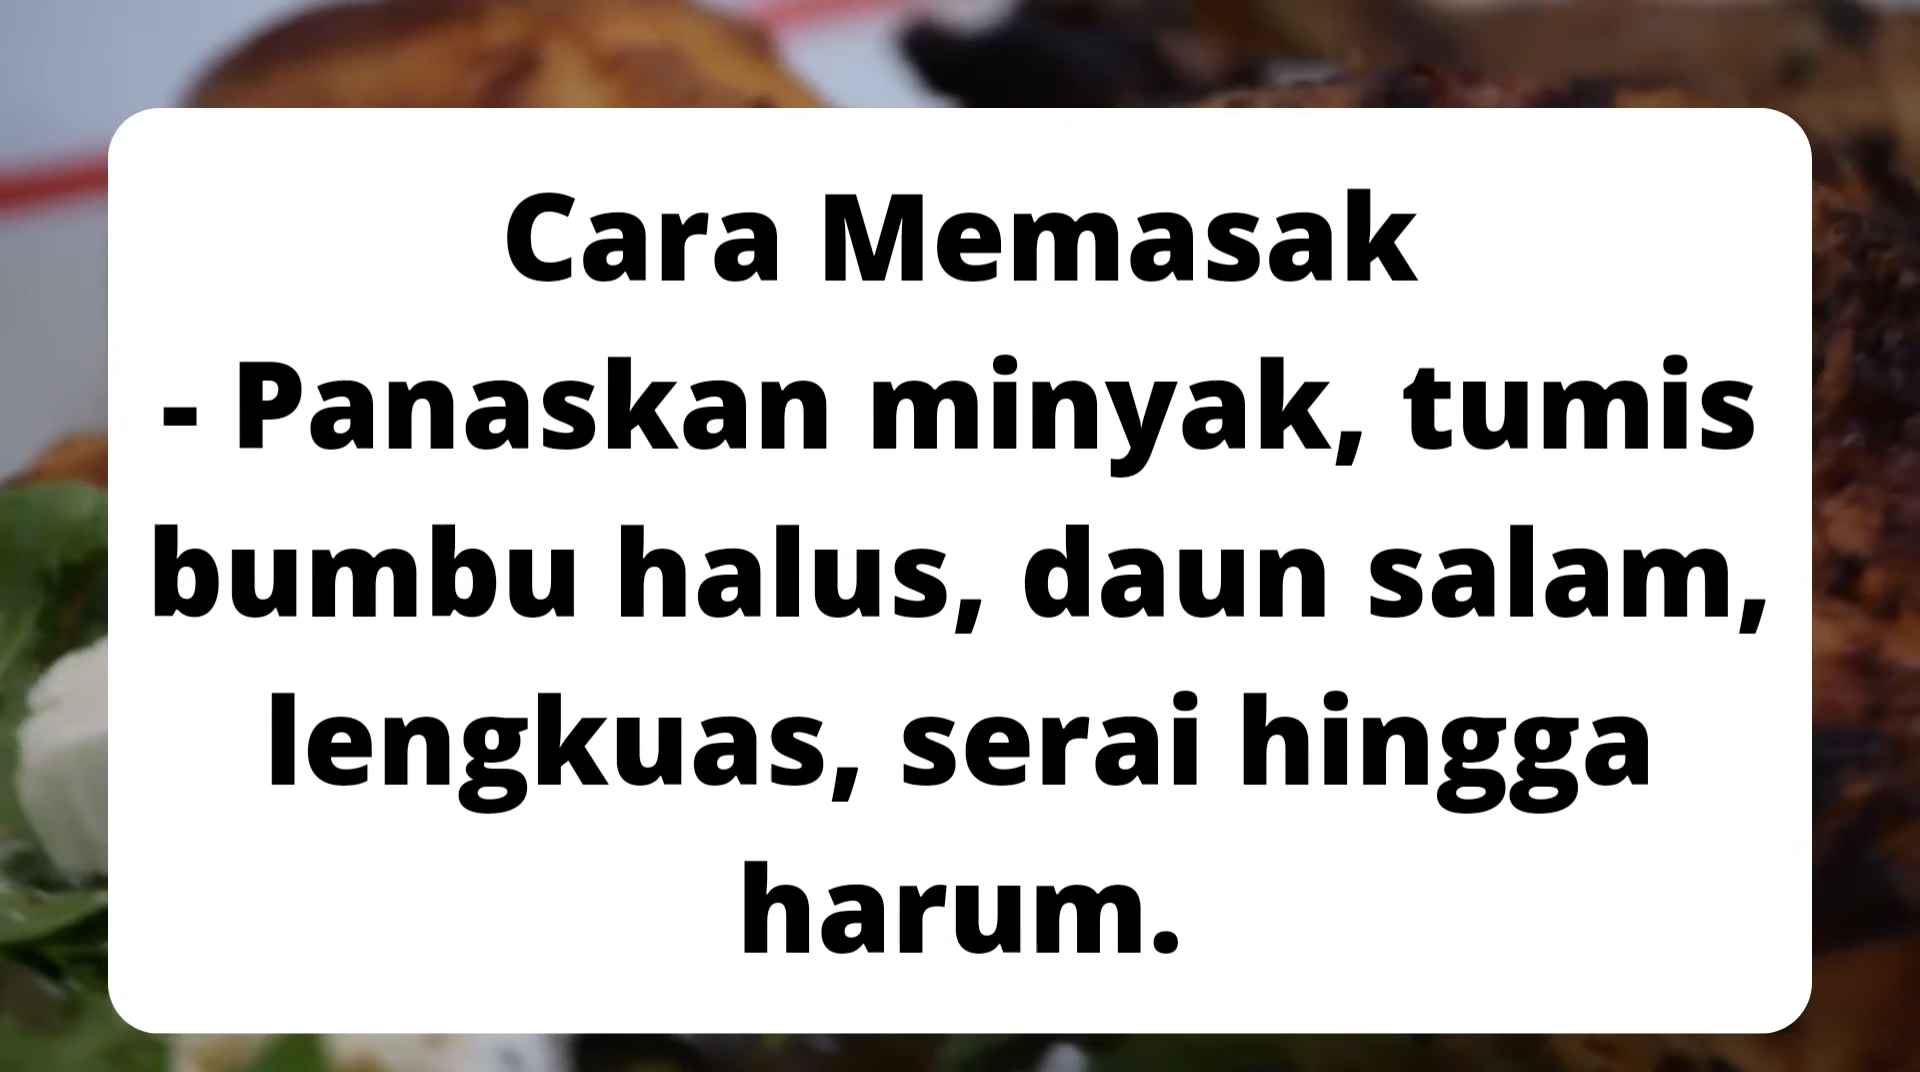 Cara Memasak
- Panaskan minyak, tumis
bumbu halus, daun salam,
lengkuas, serai hingga
harum.